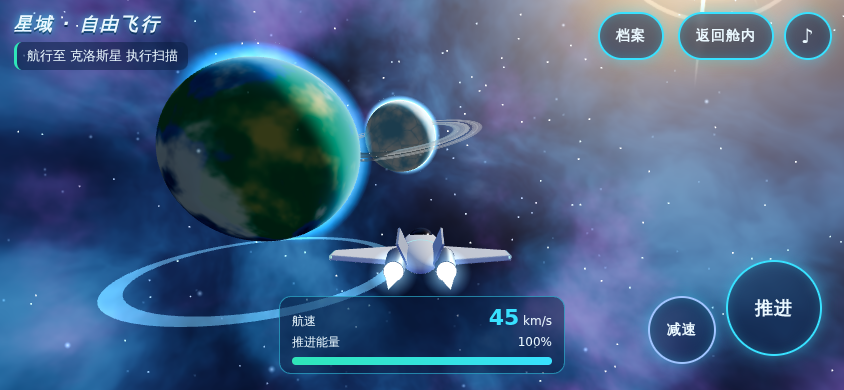 星域 · 自由飞行
航行至 克洛斯星 执行扫描
档案
返回舱内
♪
航速 45 km/s
推进能量 100%
减速
推进